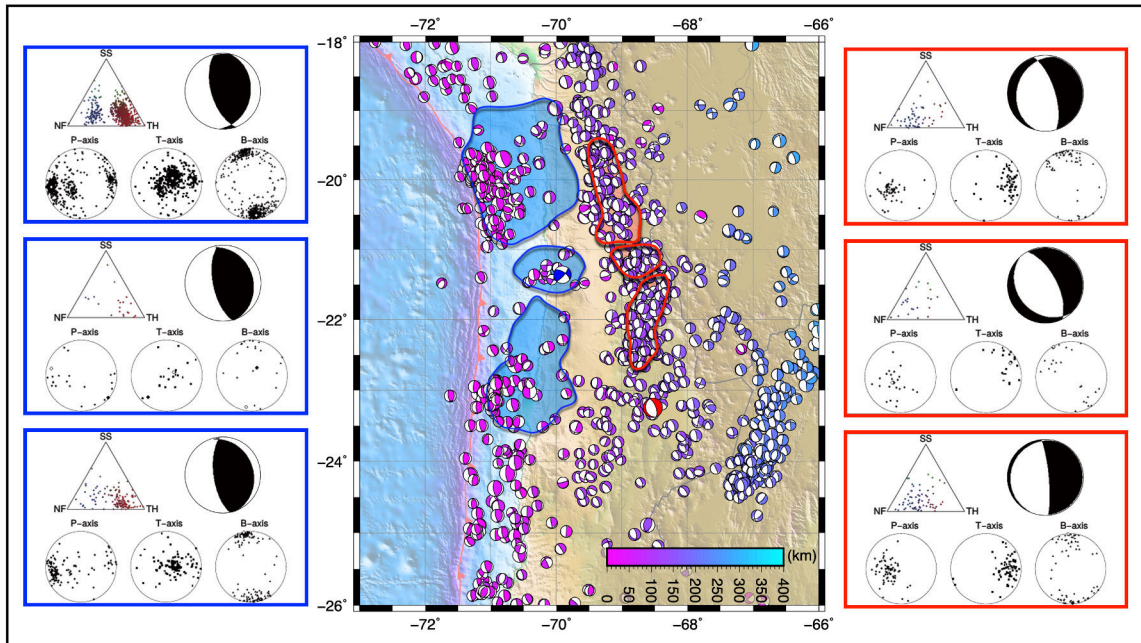 −72° −70° −68° −66°
−18°
−20°
−22°
−24°
−26°
−72° −70° −68° −66°
(km)
0 50 100 150 200 250 300 350 400
SS
NF TH
P−axis T−axis B−axis
SS
NF TH
P−axis T−axis B−axis
SS
NF TH
P−axis T−axis B−axis
SS
NF TH
P−axis T−axis B−axis
SS
NF TH
P−axis T−axis B−axis
SS
NF TH
P−axis T−axis B−axis